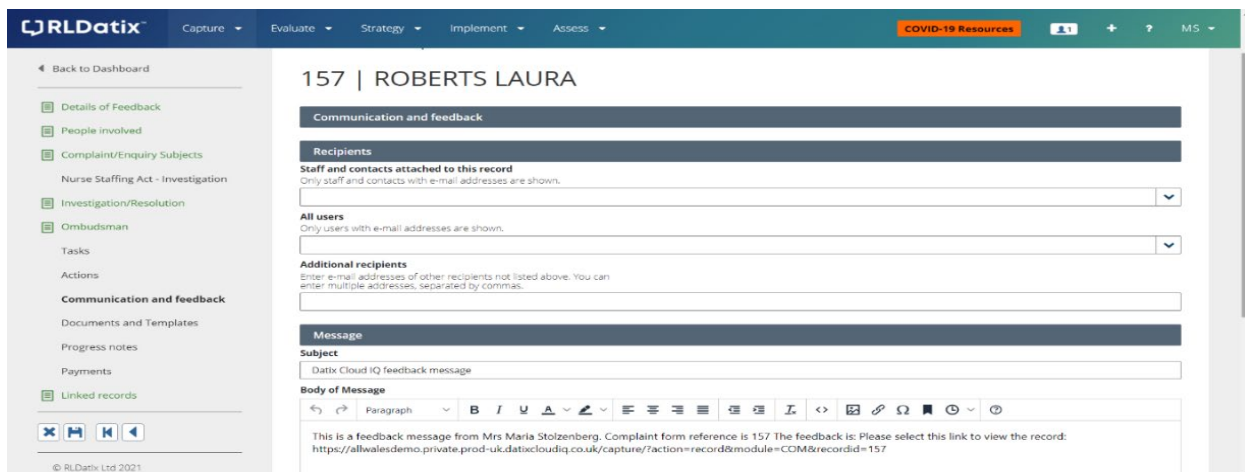 RLDatix
Capture
Evaluate
Strategy
Implement
Assess
COVID-19 Resources
1
+
?
MS
Back to Dashboard
Details of Feedback
People involved
Complaint/Enquiry Subjects
Nurse Staffing Act - Investigation
Investigation/Resolution
Ombudsman
Tasks
Actions
Communication and feedback
Documents and Templates
Progress notes
Payments
Linked records
© RLDatix Ltd 2021
157 | ROBERTS LAURA
Communication and feedback
Recipients
Staff and contacts attached to this record
Only staff and contacts with e-mail addresses are shown.
All users
Only users with e-mail addresses are shown.
Additional recipients
Enter e-mail addresses of other recipients not listed above. You can
enter multiple addresses, separated by commas.
Message
Subject
Datix Cloud IQ feedback message
Body of Message
Paragraph B I U A Ω
This is a feedback message from Mrs Maria Stolzenberg. Complaint form reference is 157 The feedback is: Please select this link to view the record:
https://allwalesdemo.private.prod-uk.datixcloudiq.co.uk/capture/?action=record&module=COM&recordid=157